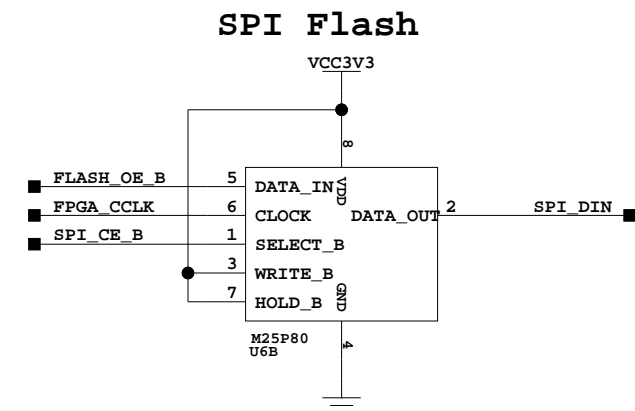 SPI Flash
VCC3V3
8
FLASH_OE_B 5 DATA_IN VDD
FPGA_CCLK 6 CLOCK DATA_OUT 2 SPI_DIN
SPI_CE_B 1 SELECT_B
3 WRITE_B
7 HOLD_B GND
M25P80 4
U6B